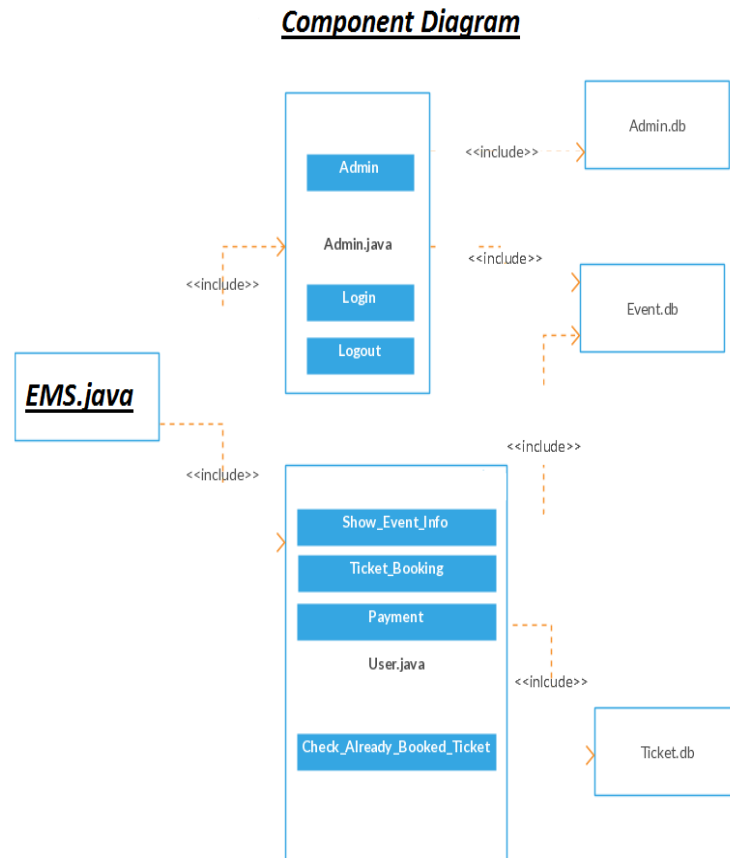 Component Diagram
Admin.db
<<include>>
Admin
Admin.java
<<include>>
<<include>>
Login
Event.db
Logout
EMS.java
<<include>>
<<include>>
Show_Event_Info
Ticket_Booking
Payment
User.java
<<inlcude>>
Check_Already_Booked_Ticket
Ticket.db